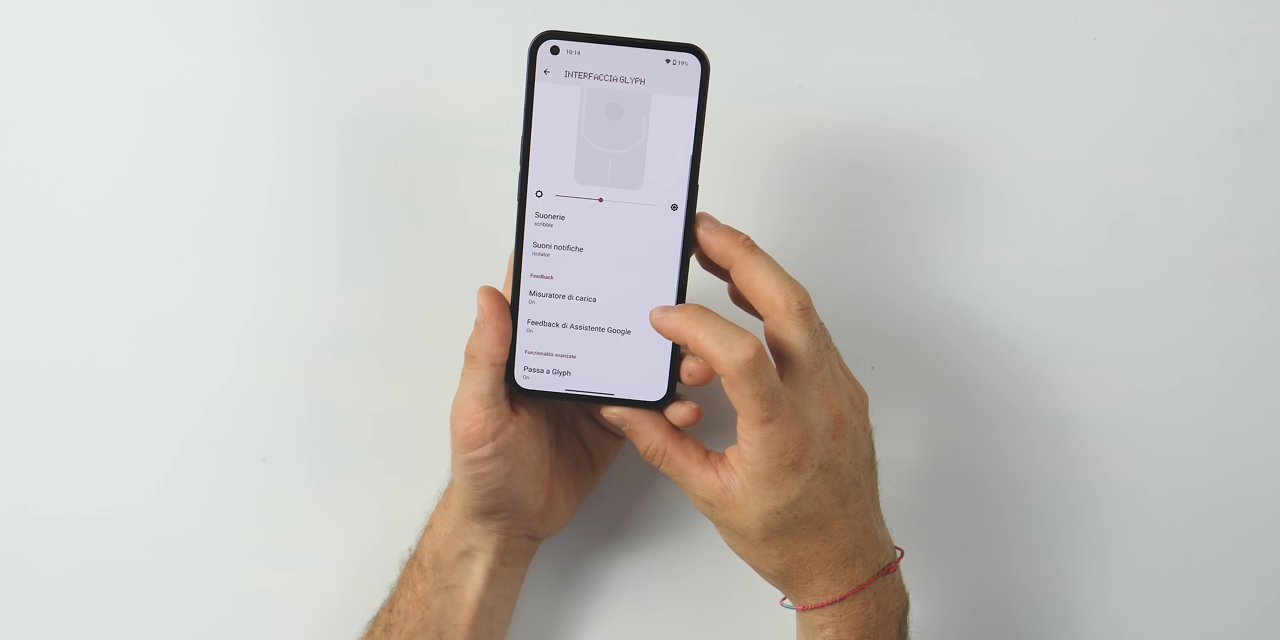 10:14
19%
INTERFACCIA GLYPH
Suonerie
scribble
Suoni notifiche
isolator
Feedback
Misuratore di carica
On
Feedback di Assistente Google
On
Funzionalità avanzate
Passa a Glyph
On